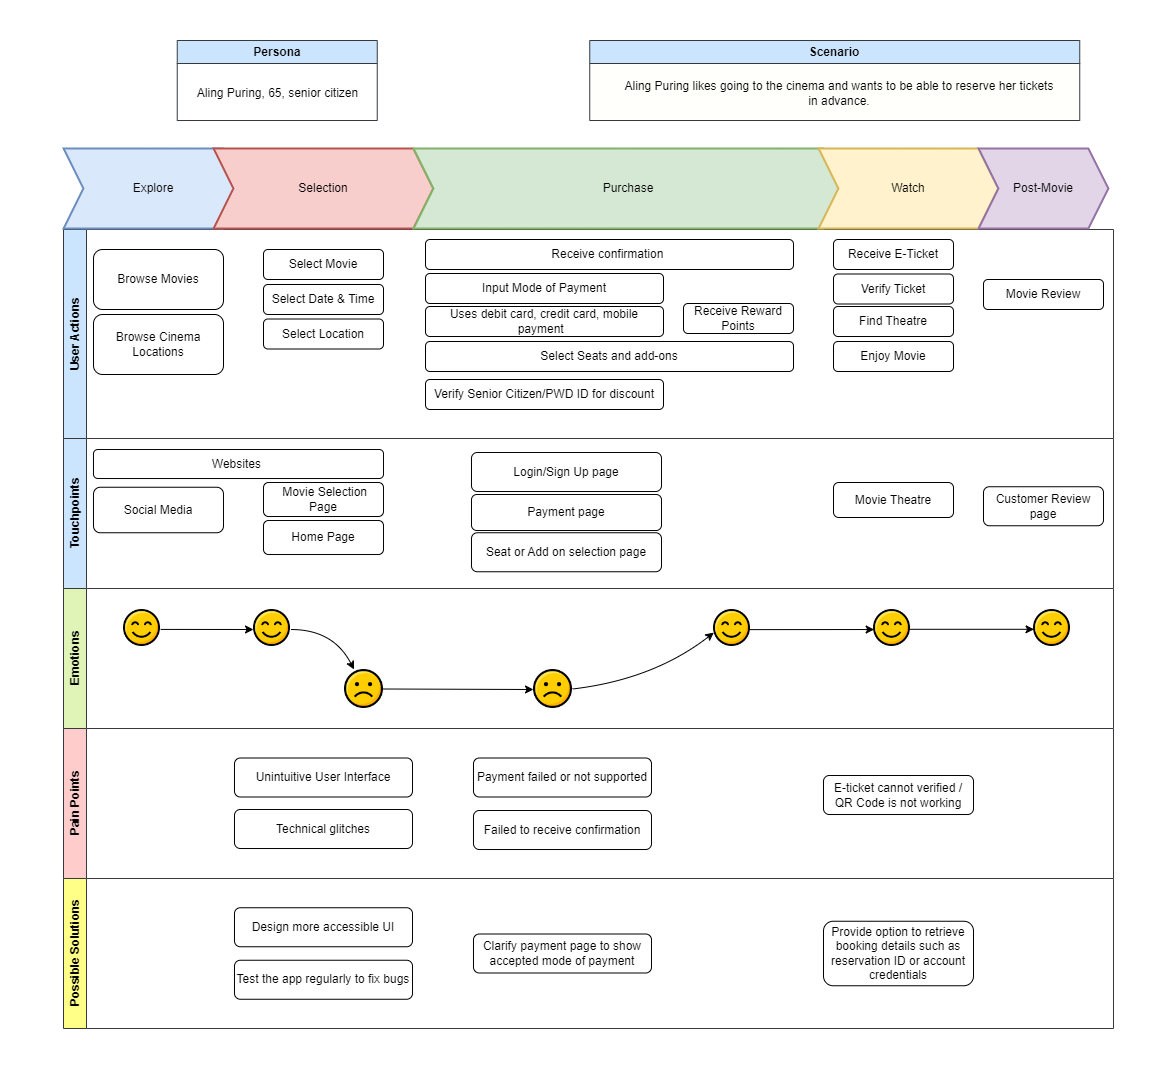 Persona
Aling Puring, 65, senior citizen
Scenario
Aling Puring likes going to the cinema and wants to be able to reserve her tickets
in advance.
Explore
Selection
Purchase
Watch
Post-Movie
User Actions
Browse Movies
Browse Cinema
Locations
Select Movie
Select Date & Time
Select Location
Receive confirmation
Input Mode of Payment
Uses debit card, credit card, mobile
payment
Receive Reward
Points
Select Seats and add-ons
Verify Senior Citizen/PWD ID for discount
Receive E-Ticket
Verify Ticket
Find Theatre
Enjoy Movie
Movie Review
Touchpoints
Websites
Social Media
Movie Selection
Page
Home Page
Login/Sign Up page
Payment page
Seat or Add on selection page
Movie Theatre
Customer Review
page
Emotions
Pain Points
Unintuitive User Interface
Technical glitches
Payment failed or not supported
Failed to receive confirmation
E-ticket cannot verified /
QR Code is not working
Possible Solutions
Design more accessible UI
Test the app regularly to fix bugs
Clarify payment page to show
accepted mode of payment
Provide option to retrieve
booking details such as
reservation ID or account
credentials